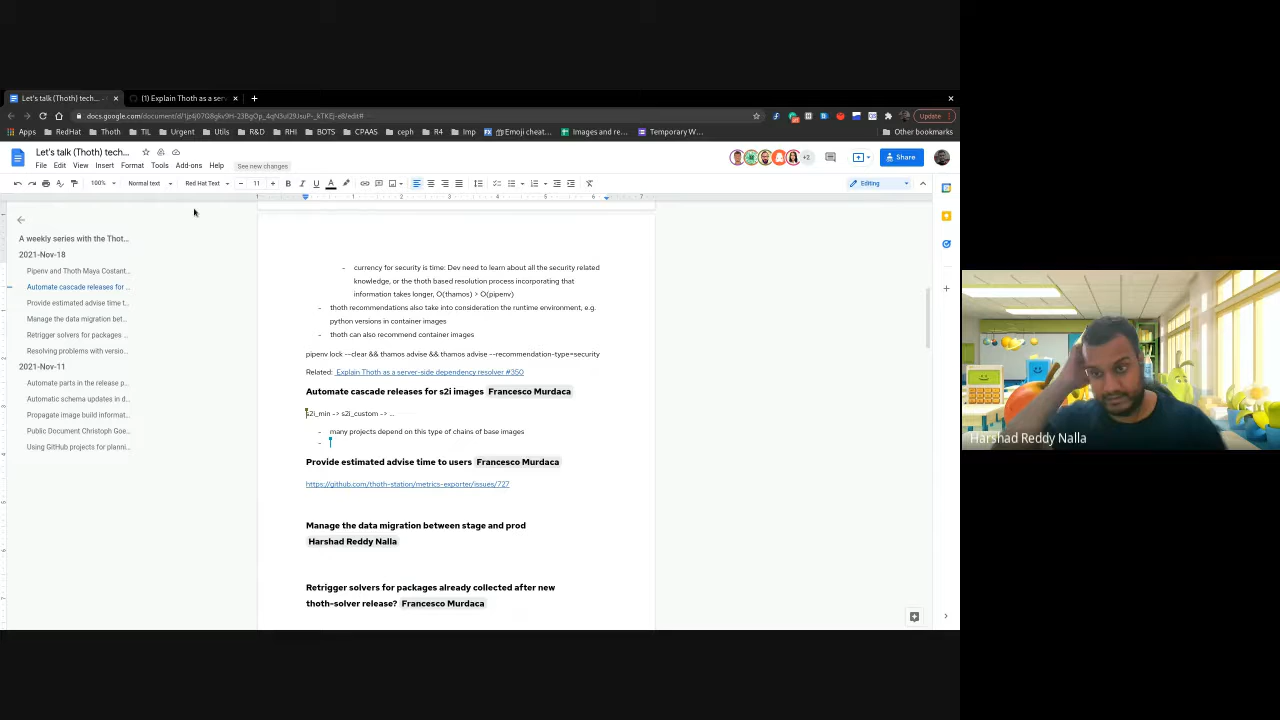 Let's talk (Thoth) tech...
(1) Explain Thoth as a ser
Update
Apps
RedHat
Thoth
TIL
Urgent
Utils
R&D
RHI
BOTS
CPAAS
ceph
R4
Imp
Emoji cheat...
Images and re...
Temporary W...
Other bookmarks
Let's talk (Thoth) tech...
File Edit View Insert Format Tools Add-ons Help
See new changes
+2
Share
100%
Normal text
Red Hat Text
11
Editing
A weekly series with the Thot...
2021-Nov-18
Pipenv and Thoth Maya Costant...
Automate cascade releases for ...
Provide estimated advise time t...
Manage the data migration bet...
Retrigger solvers for packages ...
Resolving problems with versio...
2021-Nov-11
Automate parts in the release p...
Automatic schema updates in d...
Propagate image build informat...
Public Document Christoph Goe...
Using GitHub projects for planni...
- currency for security is time: Dev need to learn about all the security related
knowledge, or the thoth based resolution process incorporating that
information takes longer, O(thamos) > O(pipenv)
- thoth recommendations also take into consideration the runtime environment, e.g.
python versions in container images
- thoth can also recommend container images
pipenv lock --clear && thamos advise && thamos advise --recommendation-type=security
Related: Explain Thoth as a server-side dependency resolver #350
Automate cascade releases for s2i images Francesco Murdaca
s2i_min -> s2i_custom -> ...
- many projects depend on this type of chains of base images
-
Provide estimated advise time to users Francesco Murdaca
https://github.com/thoth-station/metrics-exporter/issues/727
Manage the data migration between stage and prod
Harshad Reddy Nalla
Retrigger solvers for packages already collected after new
thoth-solver release? Francesco Murdaca
Harshad Reddy Nalla